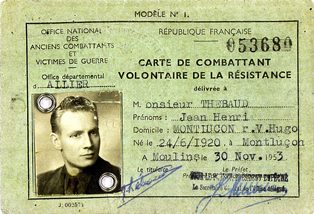 MODÈLE N° 1.
OFFICE NATIONAL
DES
ANCIENS COMBATTANTS
ET
VICTIMES DE GUERRE
Office départemental
d'ALLIER
RÉPUBLIQUE FRANÇAISE
053680
CARTE DE COMBATTANT
VOLONTAIRE DE LA RÉSISTANCE
délivrée à
Monsieur THEBAUD
Prénoms : Jean Henri
Domicile : MONTLUCON r.V.Hugo
Né le 24/6/1920 à Montluçon
A Moulins le 30 Nov. 1953
Le titulaire, Le Préfet,